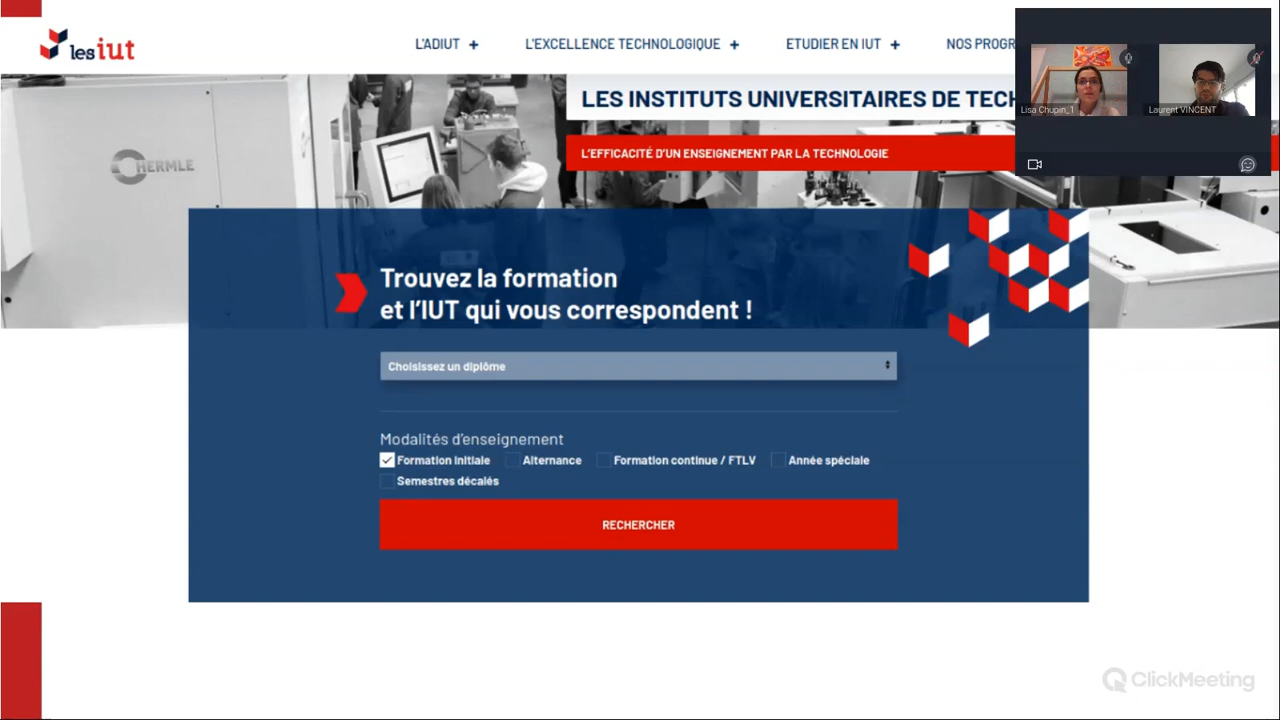 les iut
L'ADIUT +
L'EXCELLENCE TECHNOLOGIQUE +
ETUDIER EN IUT +
NOS PROGR
Lisa Chupin_1
Laurent VINCENT
LES INSTITUTS UNIVERSITAIRES DE TECH
L'EFFICACITÉ D'UN ENSEIGNEMENT PAR LA TECHNOLOGIE
HERMLE
Trouvez la formation
et l'IUT qui vous correspondent !
Choisissez un diplôme
Modalités d'enseignement
Formation initiale
Alternance
Formation continue / FTLV
Année spéciale
Semestres décalés
RECHERCHER
ClickMeeting